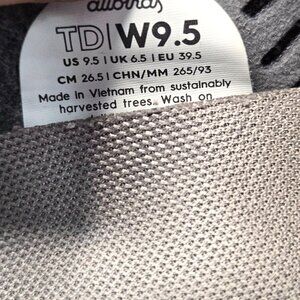 allbirds
TD|W9.5
US 9.5 | UK 6.5 | EU 39.5
CM 26.5 | CHN/MM 265/93
Made in Vietnam from sustainably
harvested trees. Wash on